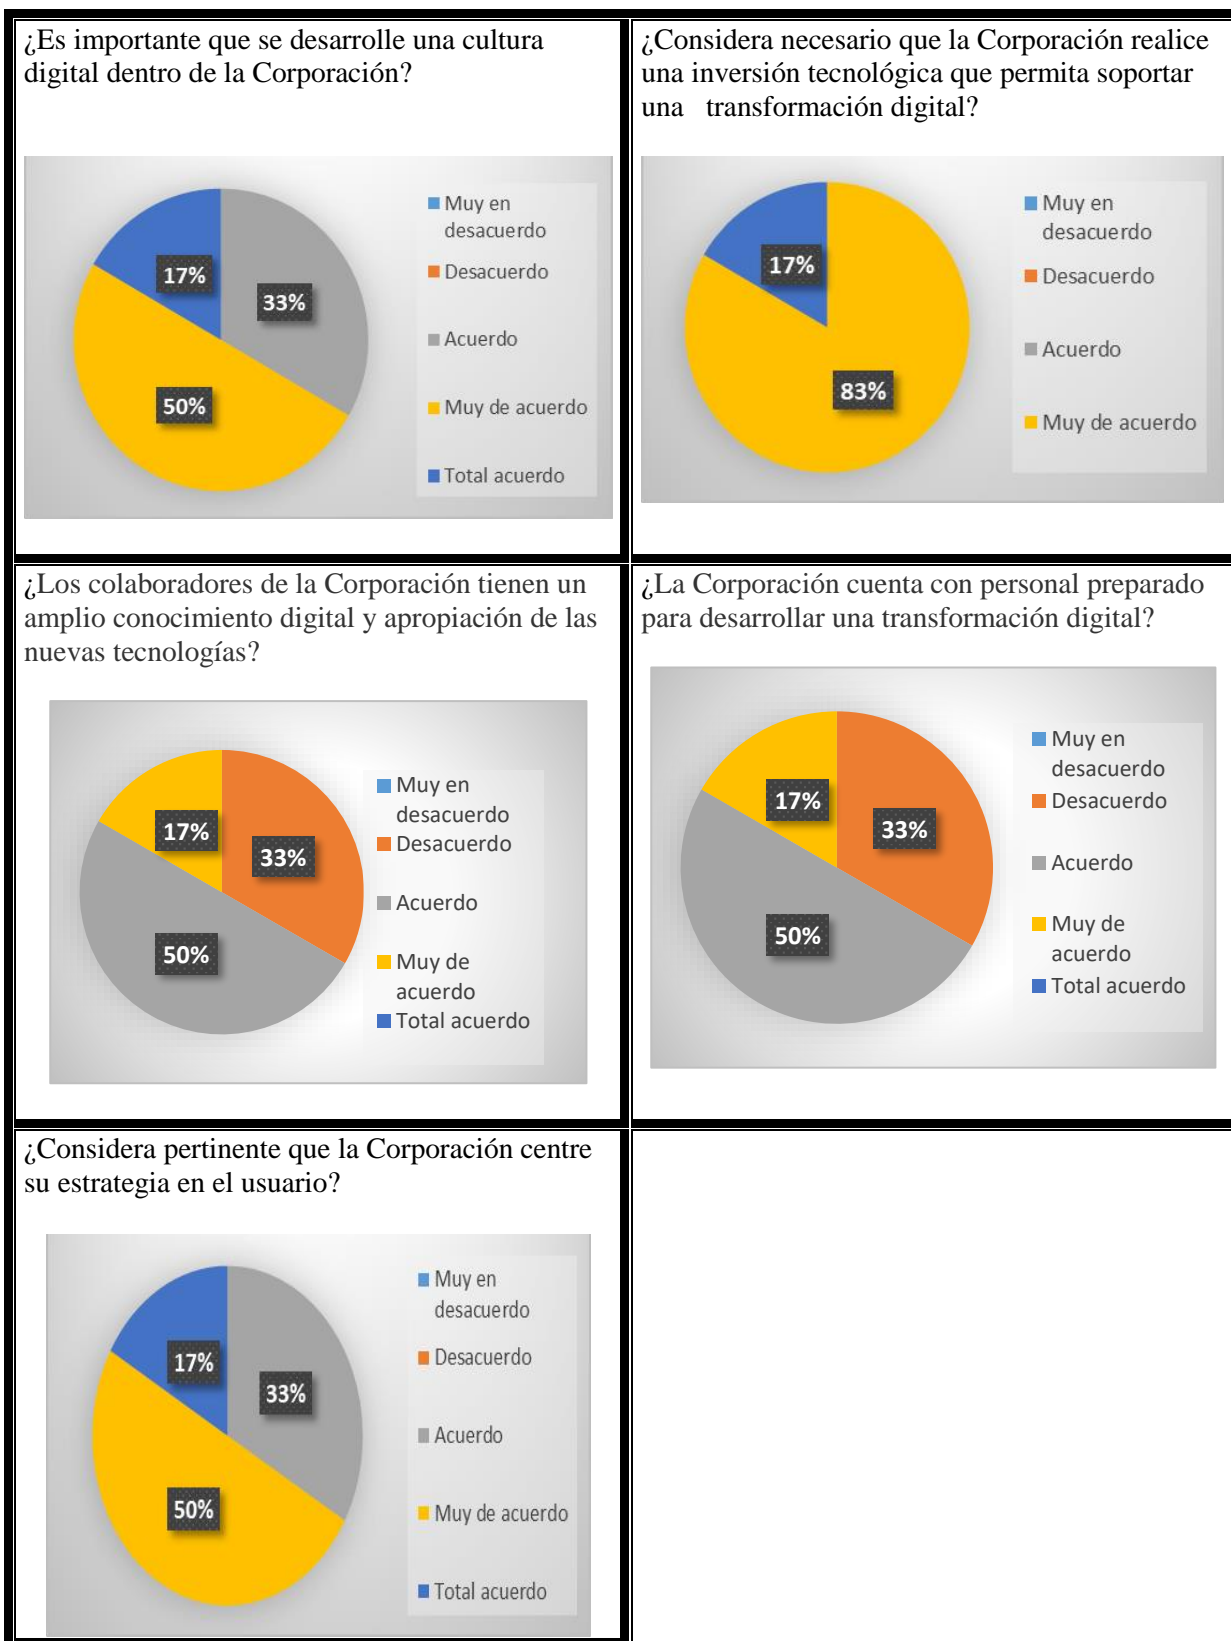 ¿Es importante que se desarrolle una cultura
digital dentro de la Corporación?
17%
33%
50%
Muy en
desacuerdo
Desacuerdo
Acuerdo
Muy de acuerdo
Total acuerdo
¿Considera necesario que la Corporación realice
una inversión tecnológica que permita soportar
una transformación digital?
17%
83%
Muy en
desacuerdo
Desacuerdo
Acuerdo
Muy de acuerdo
¿Los colaboradores de la Corporación tienen un
amplio conocimiento digital y apropiación de las
nuevas tecnologías?
17%
33%
50%
Muy en
desacuerdo
Desacuerdo
Acuerdo
Muy de
acuerdo
Total acuerdo
¿La Corporación cuenta con personal preparado
para desarrollar una transformación digital?
17%
33%
50%
Muy en
desacuerdo
Desacuerdo
Acuerdo
Muy de
acuerdo
Total acuerdo
¿Considera pertinente que la Corporación centre
su estrategia en el usuario?
17%
33%
50%
Muy en
desacuerdo
Desacuerdo
Acuerdo
Muy de acuerdo
Total acuerdo